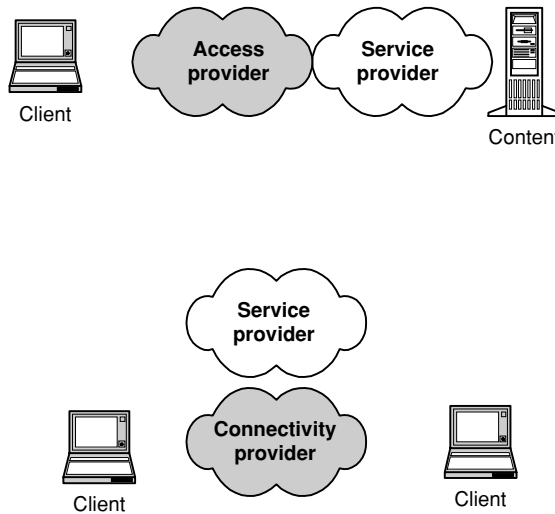 Access
provider
Service
provider
Client
Content
Service
provider
Connectivity
provider
Client
Client